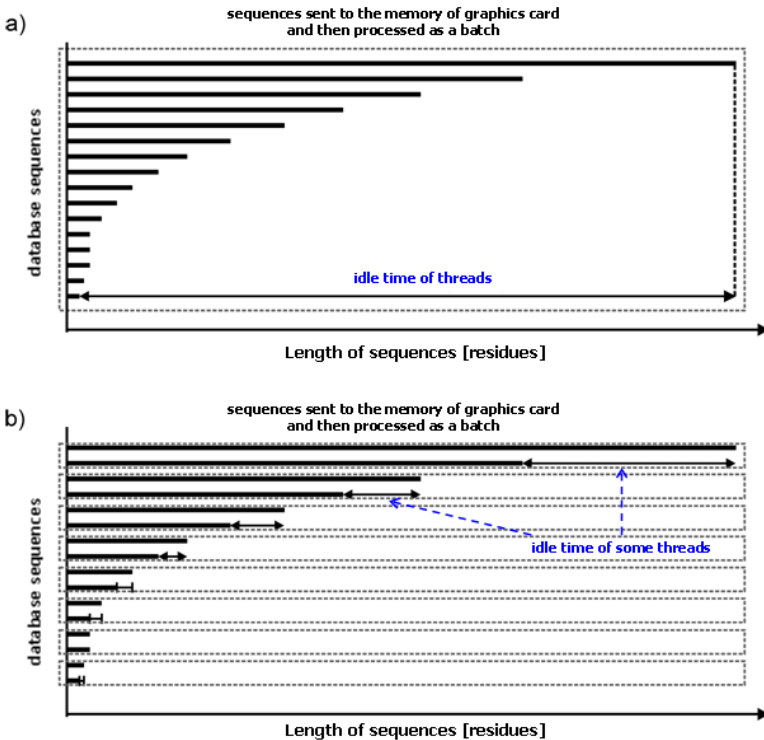 a)
sequences sent to the memory of graphics card
and then processed as a batch
database sequences
idle time of threads
Length of sequences [residues]
b)
sequences sent to the memory of graphics card
and then processed as a batch
database sequences
idle time of some threads
Length of sequences [residues]